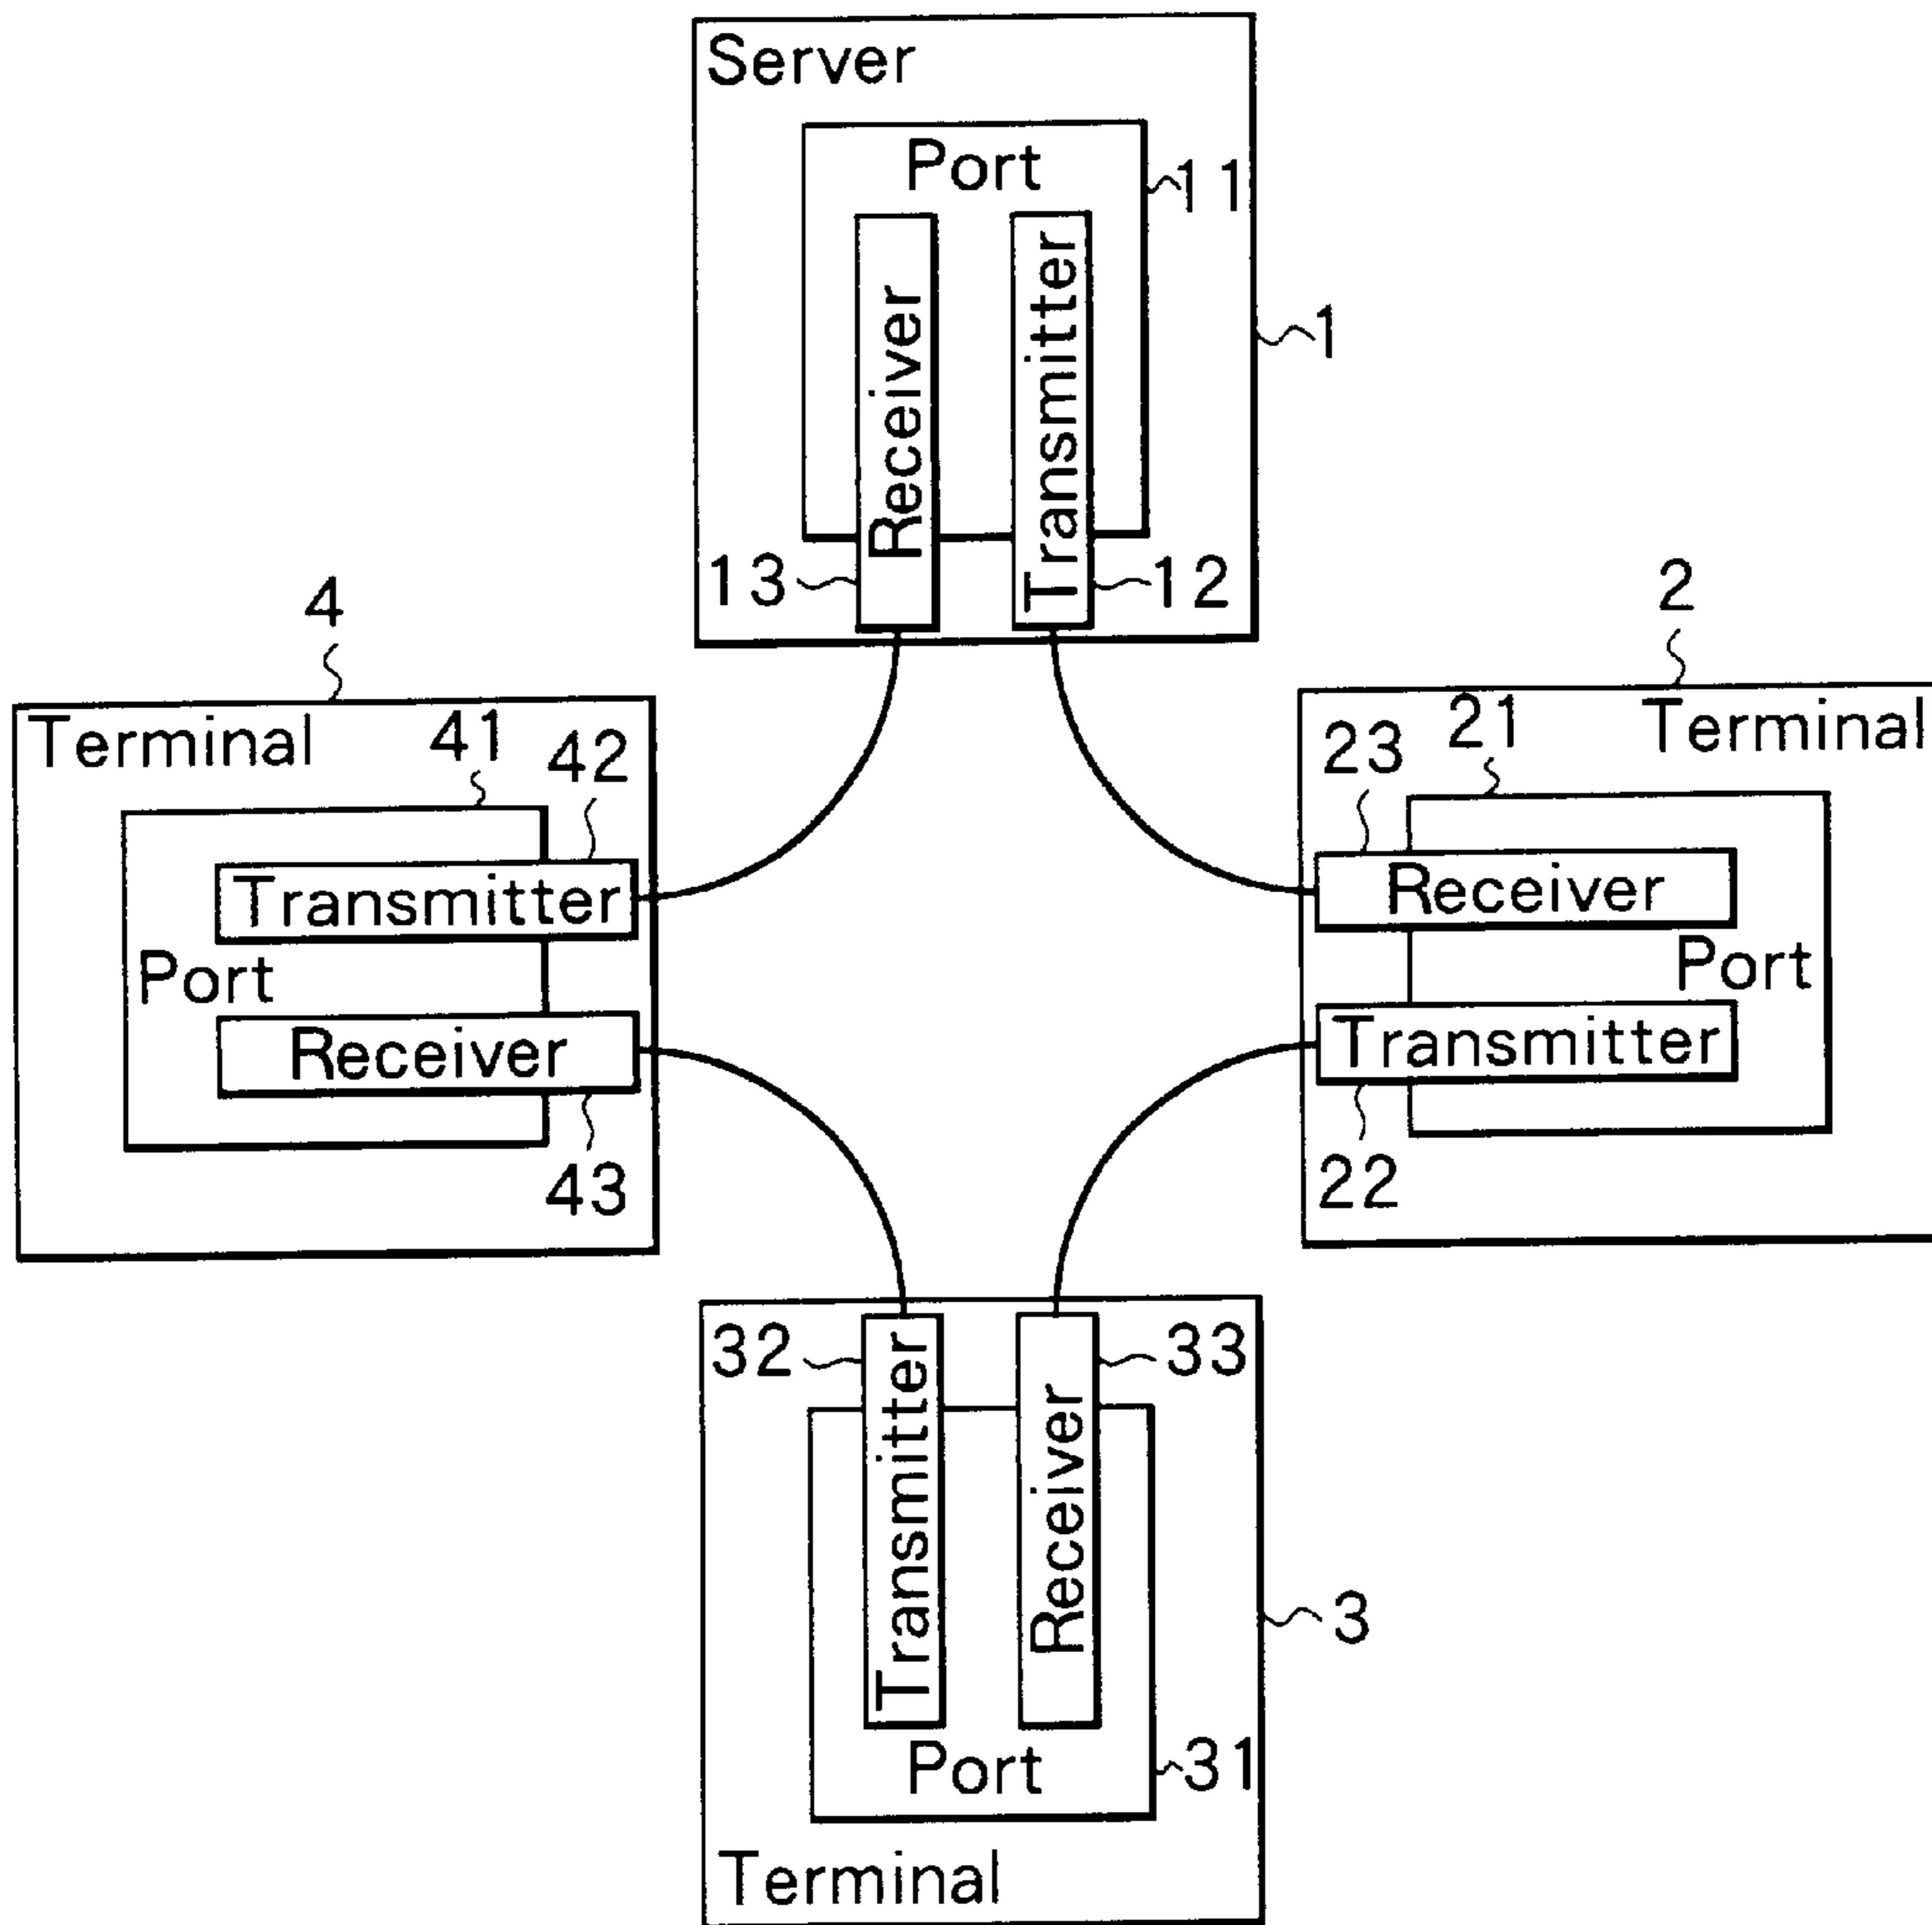 Server
Port
11
Receiver
Transmitter
1
13
12
4
2
Terminal
41
42
Transmitter
Port
Receiver
43
23
21
Terminal
Receiver
Port
Transmitter
22
32
33
Transmitter
Receiver
3
Port
31
Terminal